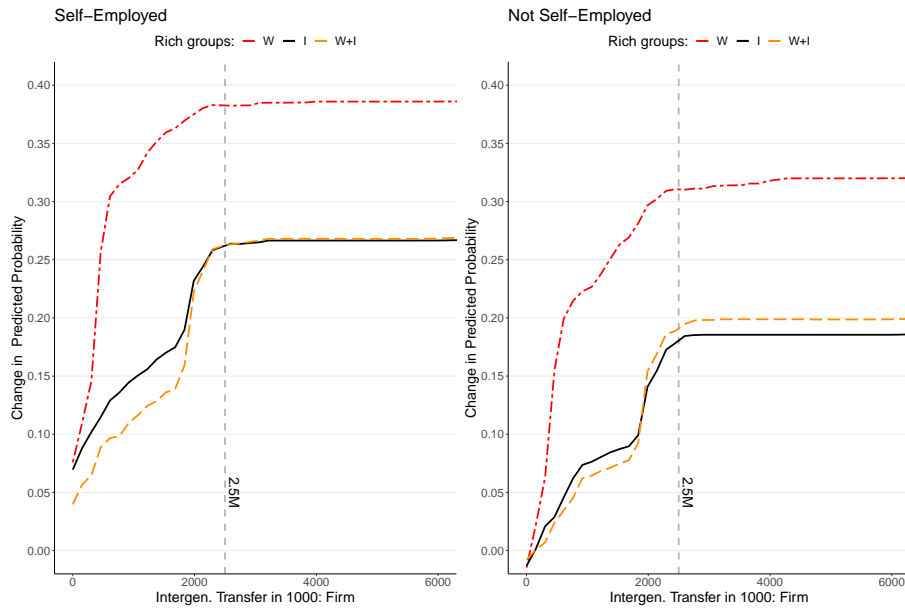 Self−Employed
Rich groups: W I W+I
Change in Predicted Probability
0.40
0.35
0.30
0.25
0.20
0.15
0.10
0.05
0.00
2.5M
0 2000 4000 6000
Intergen. Transfer in 1000: Firm
Not Self−Employed
Rich groups: W I W+I
Change in Predicted Probability
0.40
0.35
0.30
0.25
0.20
0.15
0.10
0.05
0.00
2.5M
0 2000 4000 6000
Intergen. Transfer in 1000: Firm